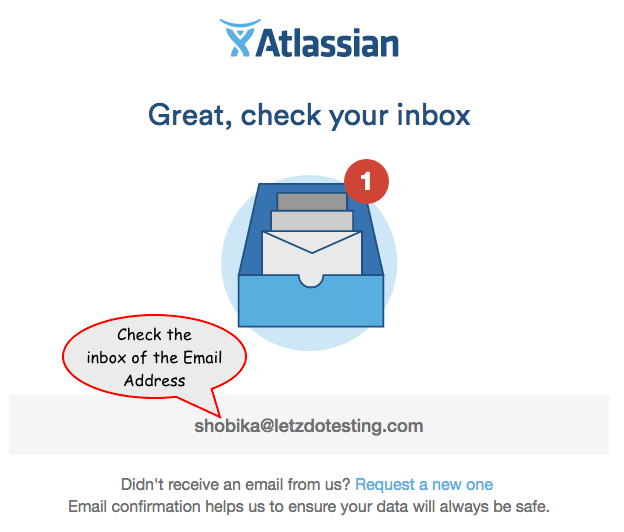 Atlassian
Great, check your inbox
1
Check the
inbox of the Email
Address
shobika@letzdotesting.com
Didn't receive an email from us? Request a new one
Email confirmation helps us to ensure your data will always be safe.